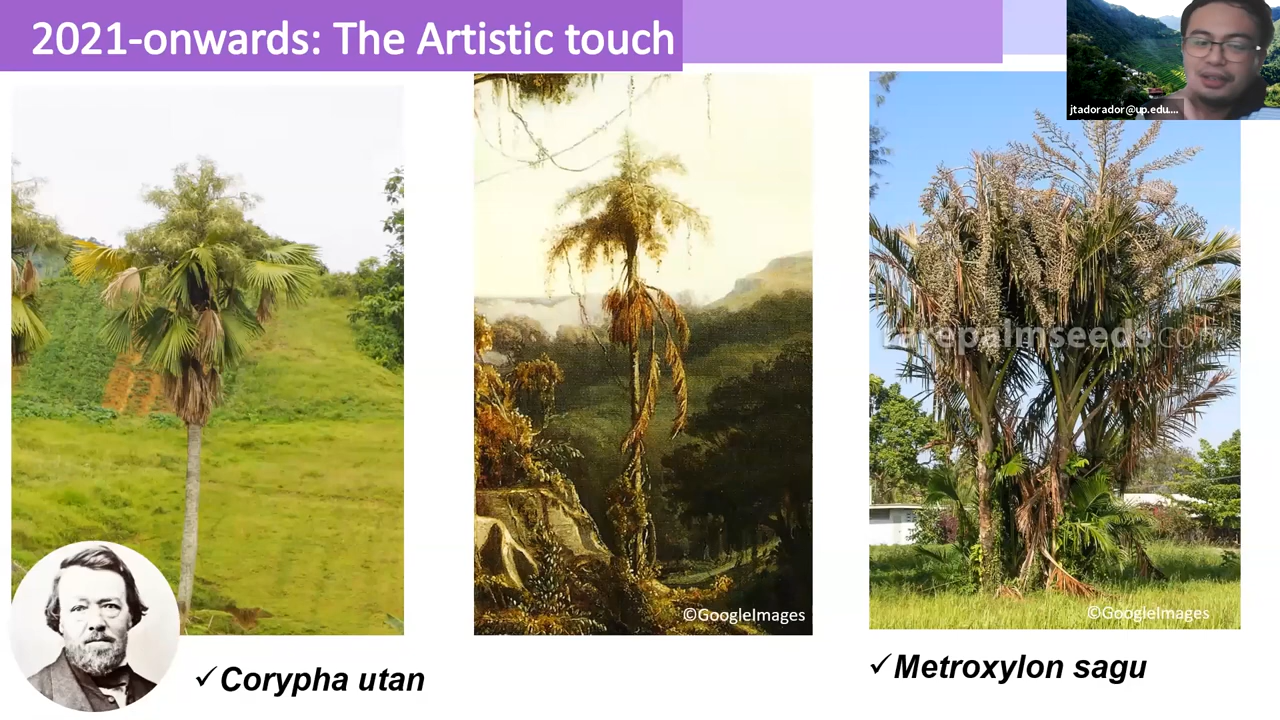 2021-onwards: The Artistic touch
jtadorador@up.edu....
rarepalmseeds.com
©GoogleImages
©GoogleImages
✓Corypha utan
✓Metroxylon sagu